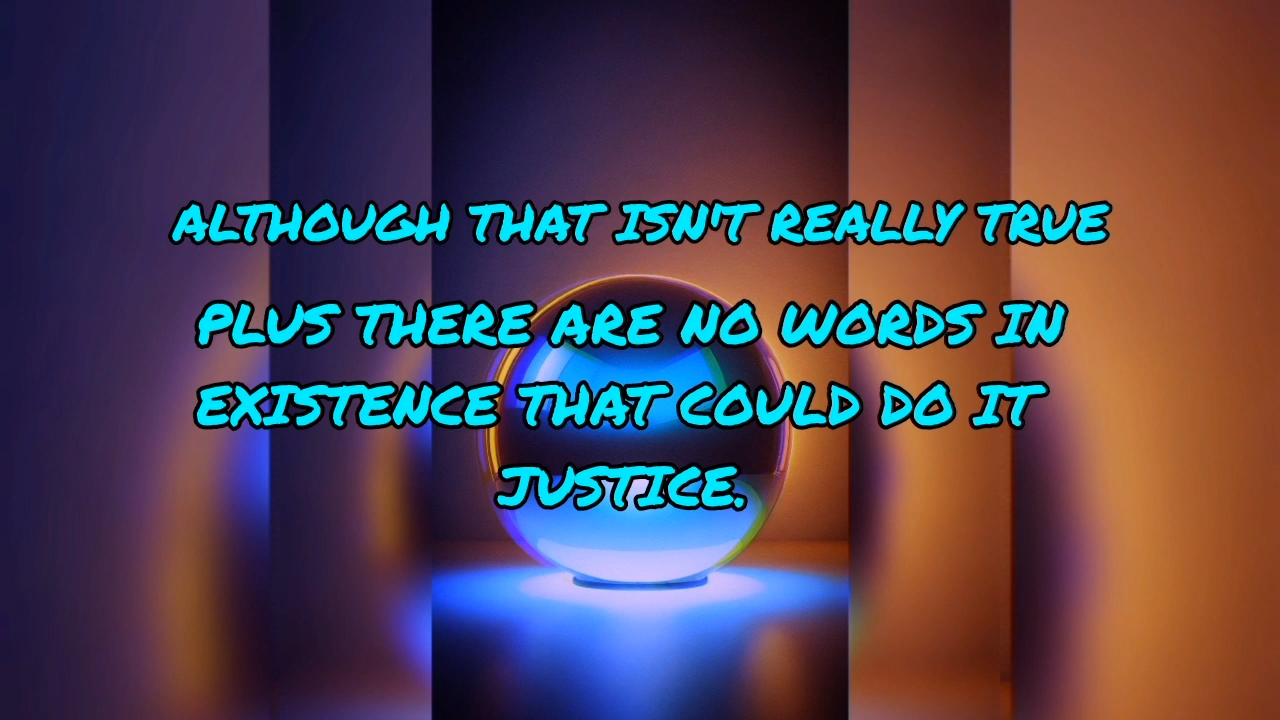 ALTHOUGH THAT ISN'T REALLY TRUE
PLUS THERE ARE NO WORDS IN
EXISTENCE THAT COULD DO IT
JUSTICE.